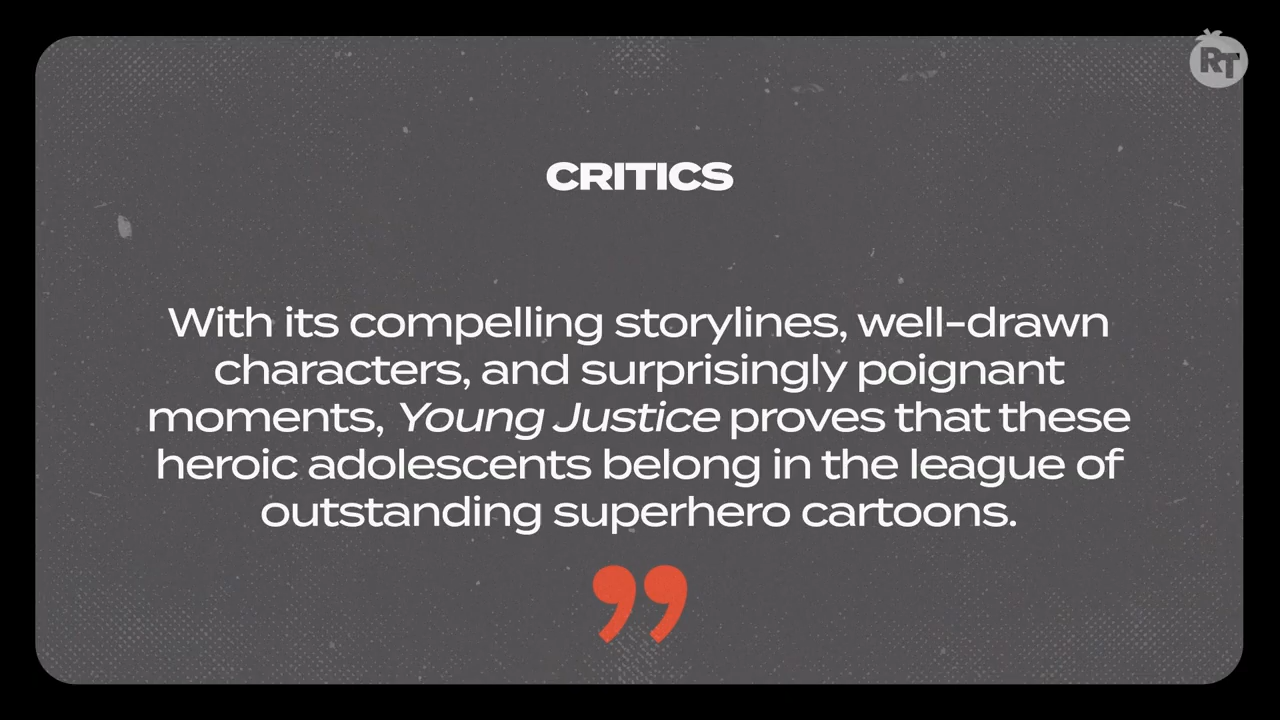 RT
CRITICS
With its compelling storylines, well-drawn
characters, and surprisingly poignant
moments, Young Justice proves that these
heroic adolescents belong in the league of
outstanding superhero cartoons.
”